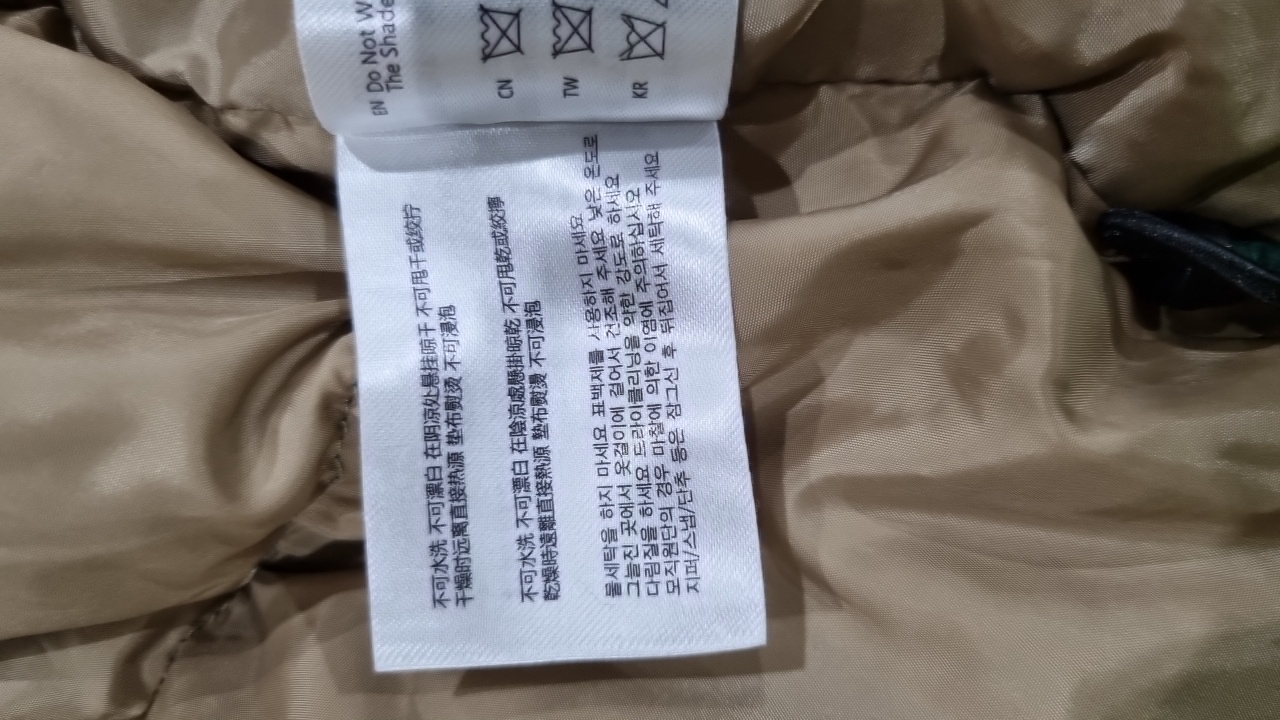 EN Do Not W
The Shade
CN
TW
KR
不可水洗 不可漂白 在阴凉处悬挂晾干 不可甩干或绞拧
干燥时远离直接热源 垫布熨烫 不可浸泡
不可水洗 不可漂白 在陰涼處懸掛晾乾 不可甩乾或絞擰
乾燥時遠離直接熱源 墊布熨燙 不可浸泡
물세탁을 하지 마세요 표백제를 사용하지 마세요
그늘진 곳에서 옷걸이에 걸어서 건조해 주세요 낮은 온도로
다림질을 하세요 드라이클리닝을 약한 강도로 하세요
모직원단의 경우 마찰에 의한 이염에 주의하십시오
지퍼/스냅/단추 등은 잠그신 후 뒤집어서 세탁해 주세요